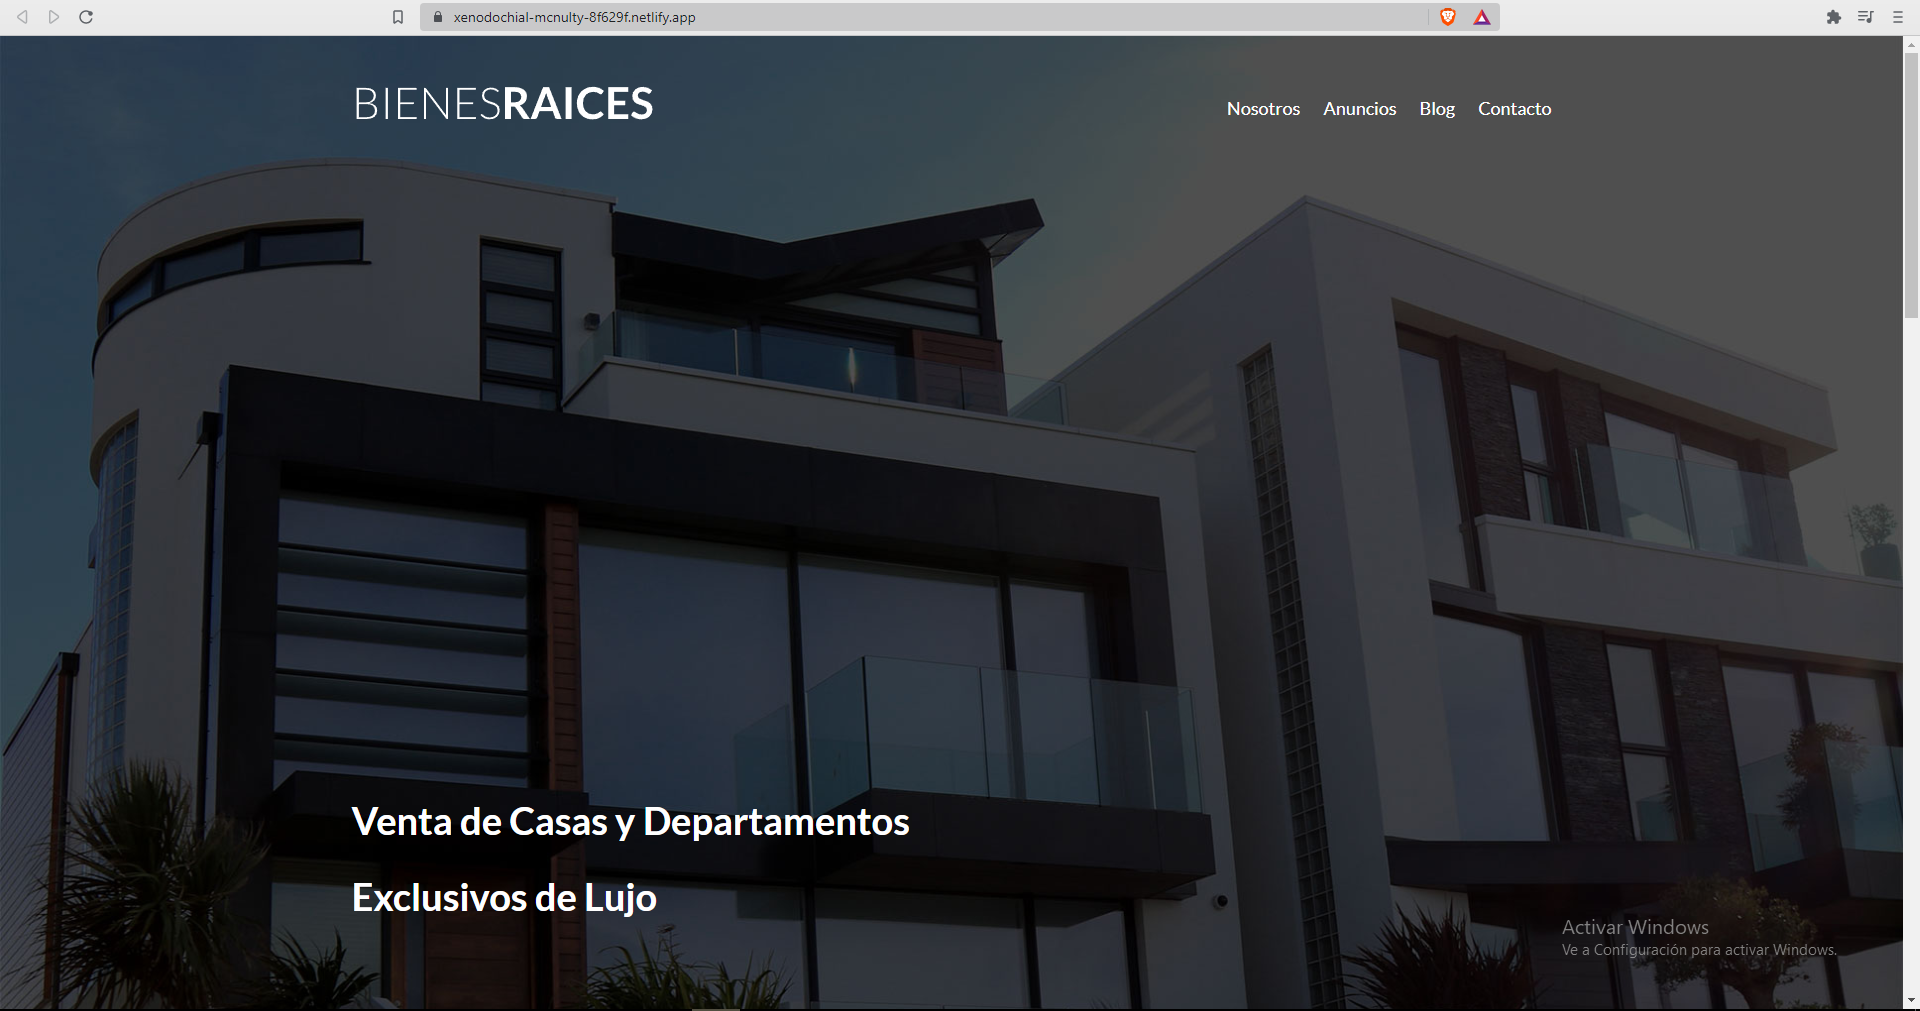 xenodochial-mcnulty-8f629f.netlify.app
BIENESRAICES
Nosotros Anuncios Blog Contacto
Venta de Casas y Departamentos
Exclusivos de Lujo
Activar Windows
Ve a Configuración para activar Windows.